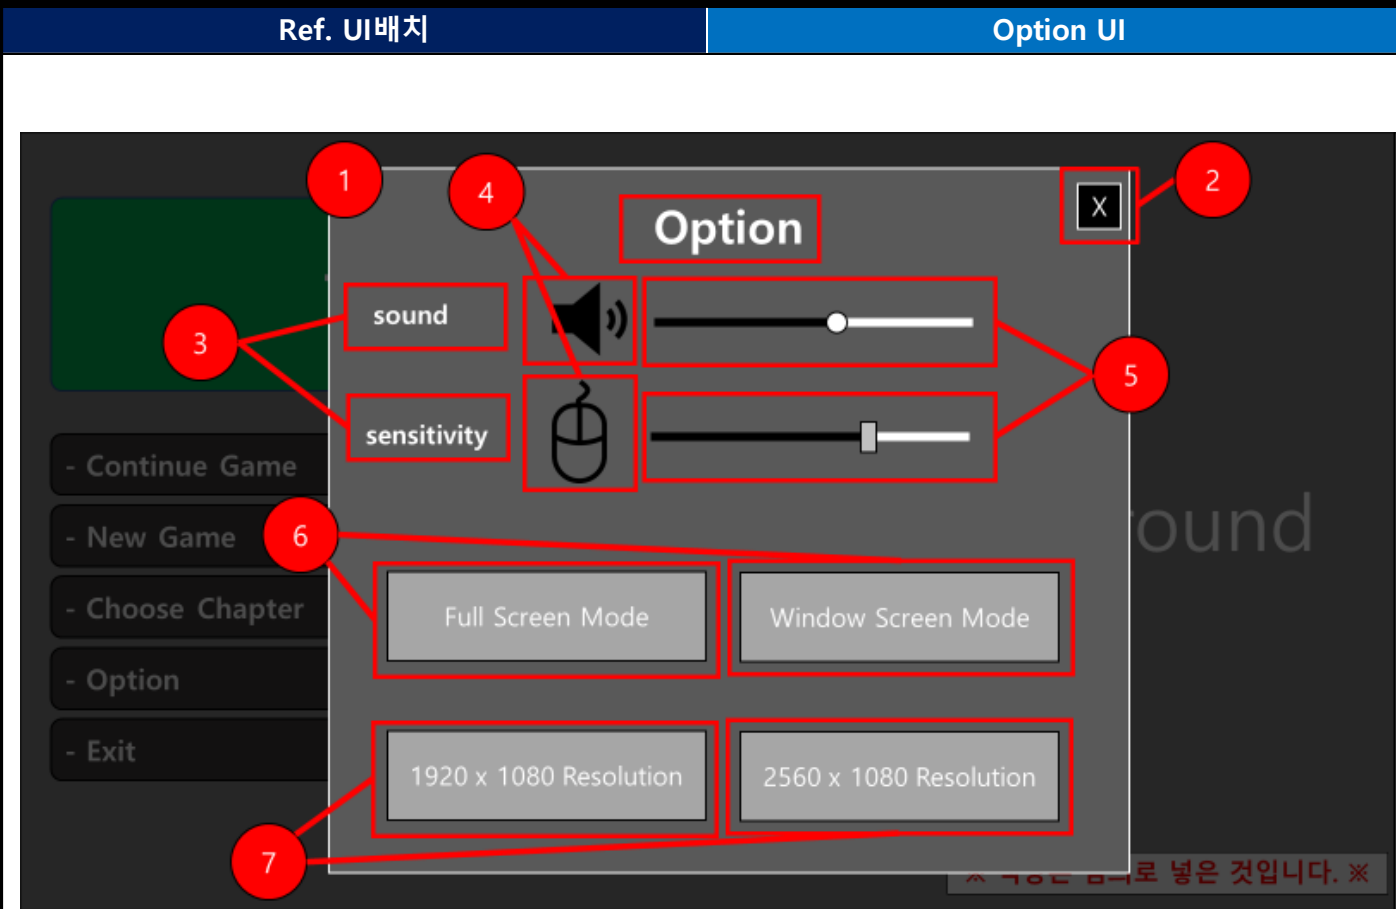 Ref. UI배치
Option UI
1
4
2
Option
X
sound
3
5
sensitivity
- Continue Game
- New Game
6
ound
- Choose Chapter
Full Screen Mode
Window Screen Mode
- Option
- Exit
1920 x 1080 Resolution
2560 x 1080 Resolution
7
넣은 것입니다. ※